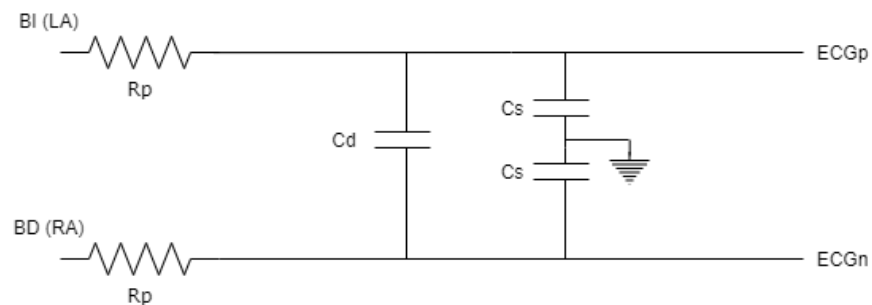 BI (LA)
ECGp
Rp
Cs
Cd
Cs
BD (RA)
ECGn
Rp